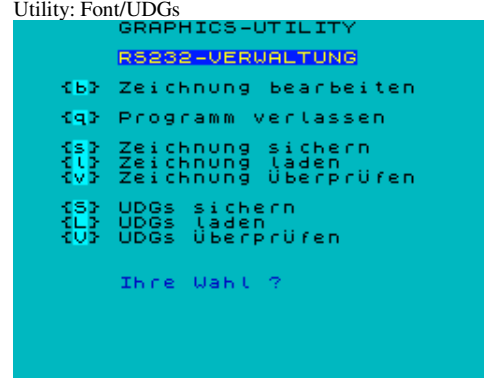 Utility: Font/UDGs
GRAPHICS-UTILITY
RS232-VERWALTUNG
{b} Zeichnung bearbeiten
{q} Programm verlassen
{s} Zeichnung sichern
{l} Zeichnung laden
{v} Zeichnung überprüfen
{S} UDGs sichern
{L} UDGs laden
{V} UDGs überprüfen
Ihre Wahl ?